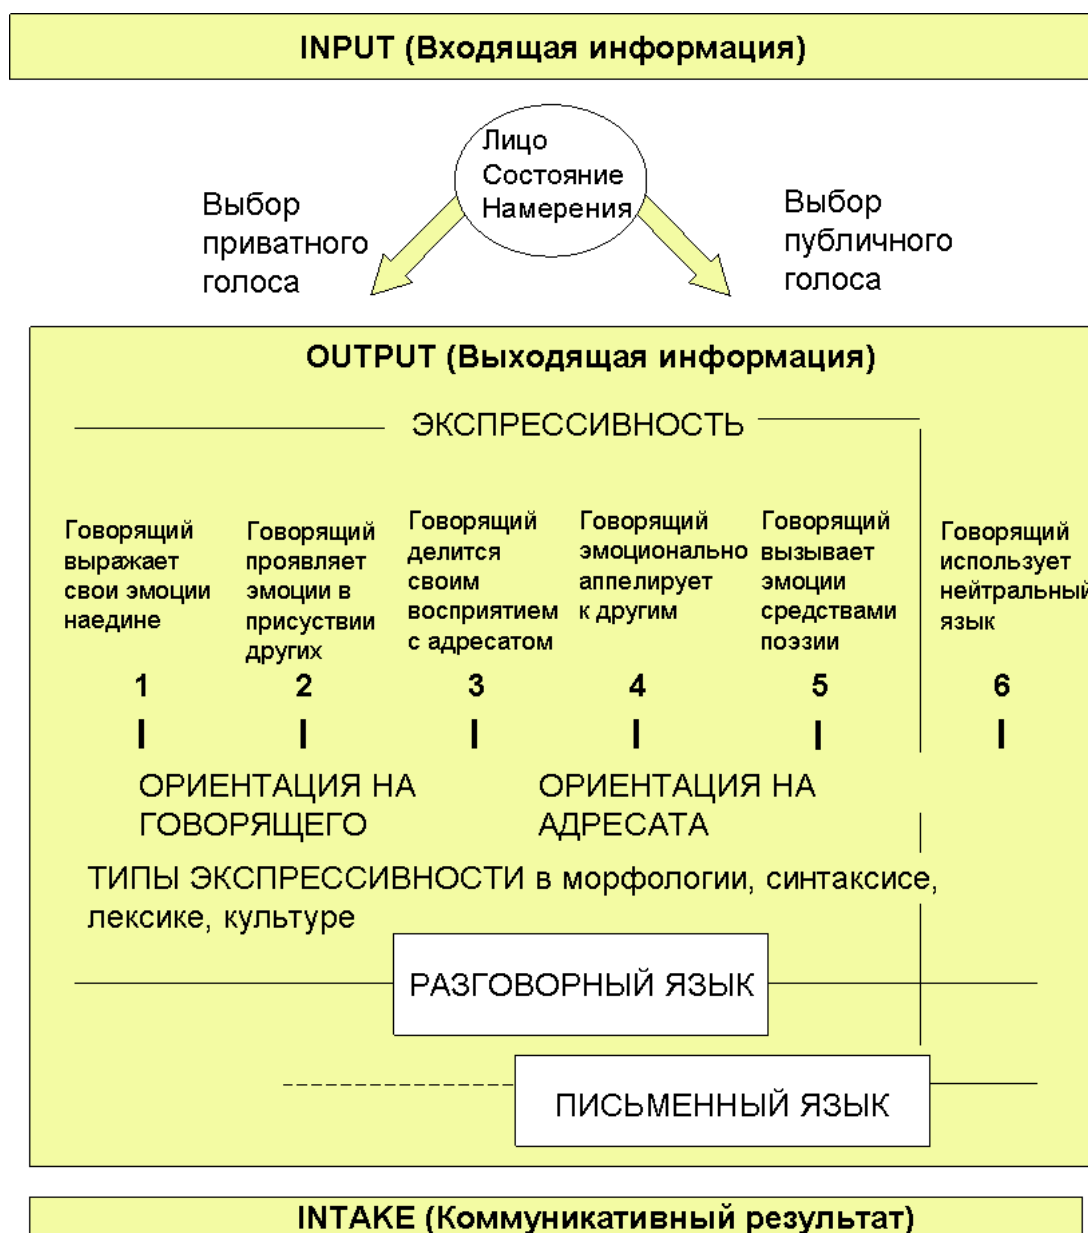 INPUT (Входящая информация)
Лицо
Состояние
Намерения
Выбор
приватного
голоса
Выбор
публичного
голоса
OUTPUT (Выходящая информация)
ЭКСПРЕССИВНОСТЬ
Говорящий
выражает
свои эмоции
наедине
1
Говорящий
проявляет
эмоции в
присуствии
других
2
Говорящий
делится
своим
восприятием
с адресатом
3
Говорящий
эмоционально
аппелирует
к другим
4
Говорящий
вызывает
эмоции
средствами
поэзии
5
Говорящий
использует
нейтральный
язык
6
ОРИЕНТАЦИЯ НА
ГОВОРЯЩЕГО
ОРИЕНТАЦИЯ НА
АДРЕСАТА
ТИПЫ ЭКСПРЕССИВНОСТИ в морфологии, синтаксисе,
лексике, культуре
РАЗГОВОРНЫЙ ЯЗЫК
ПИСЬМЕННЫЙ ЯЗЫК
INTAKE (Коммуникативный результат)